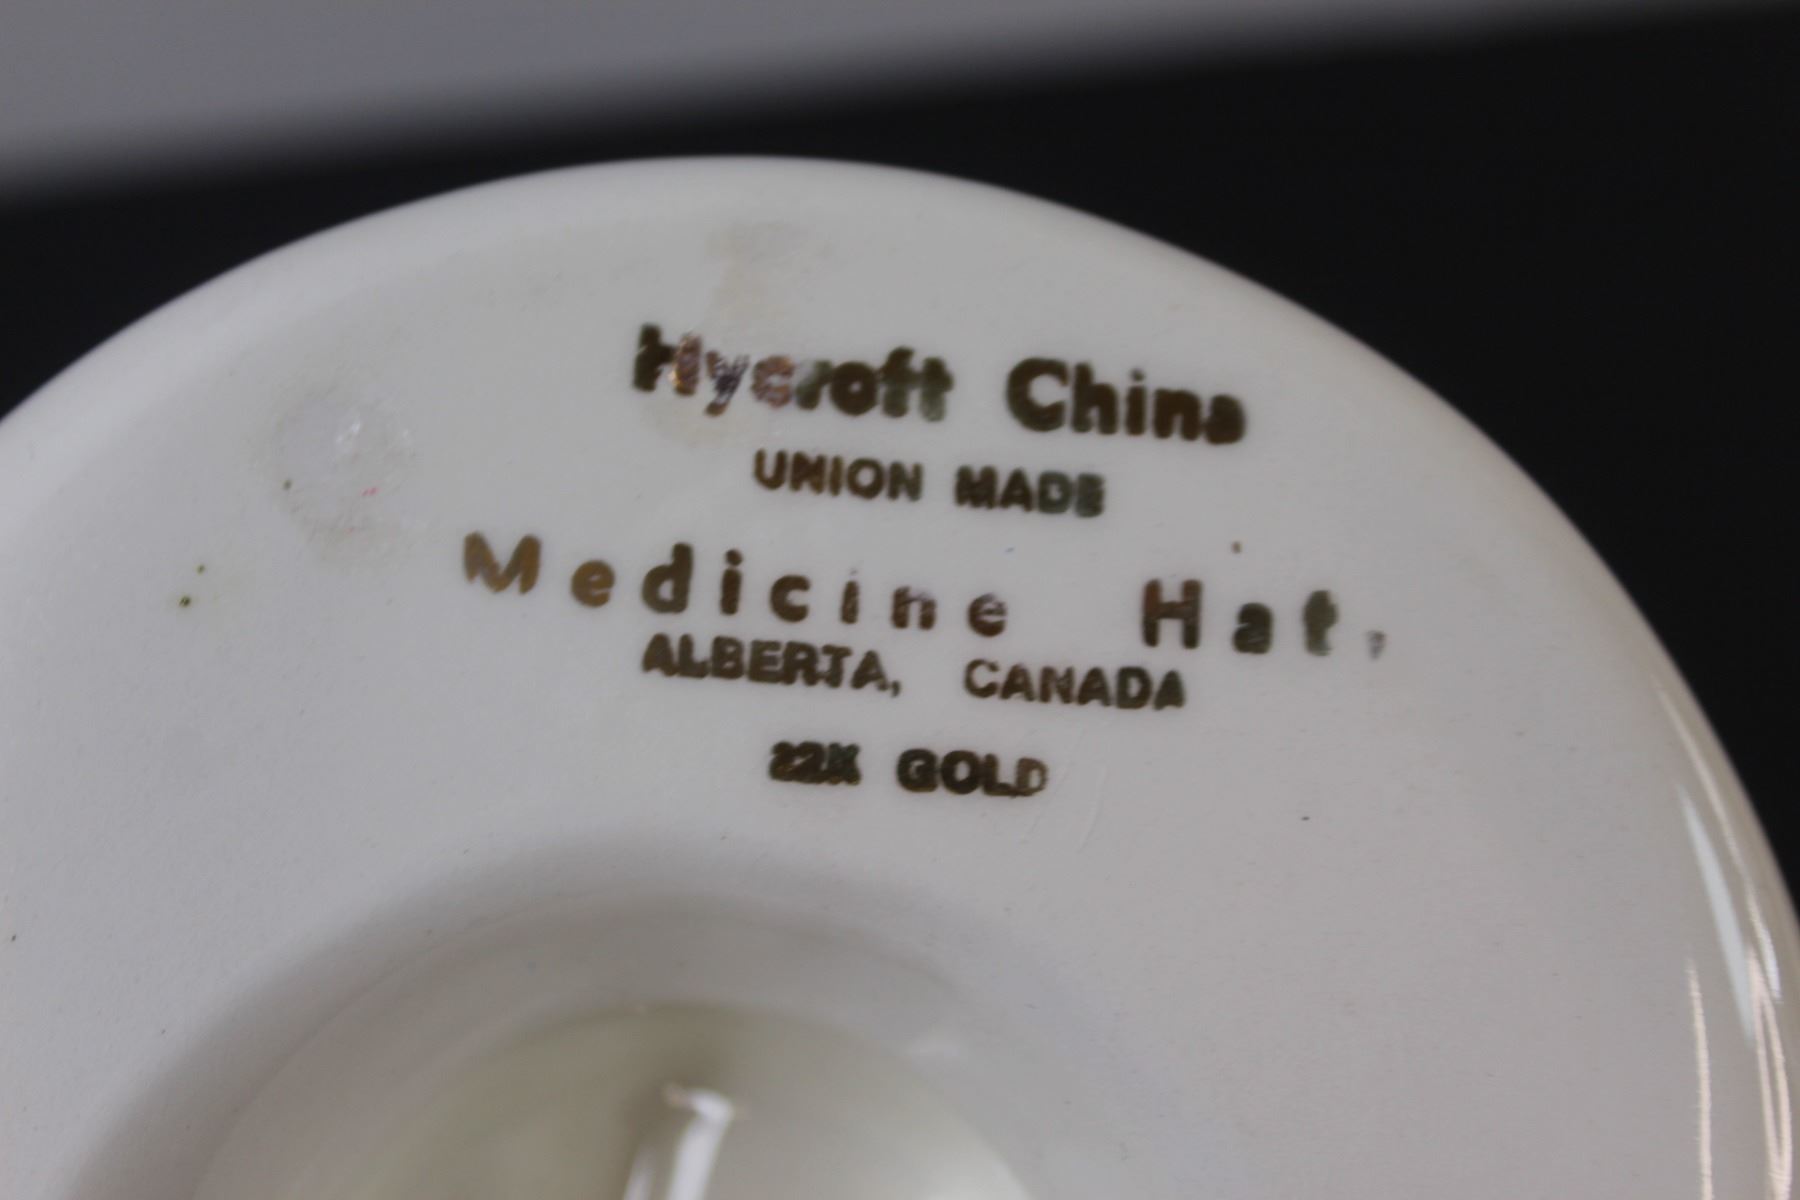 Hycroft China
UNION MADE
Medicine Hat,
ALBERTA, CANADA
22K GOLD